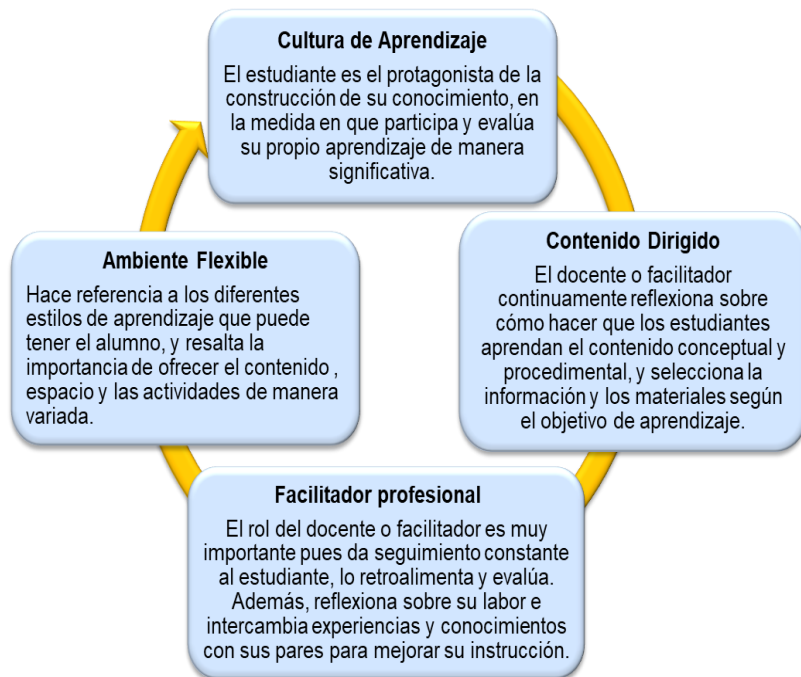 Cultura de Aprendizaje
El estudiante es el protagonista de la
construcción de su conocimiento, en
la medida en que participa y evalúa
su propio aprendizaje de manera
significativa.
Contenido Dirigido
El docente o facilitador
continuamente reflexiona sobre
cómo hacer que los estudiantes
aprendan el contenido conceptual y
procedimental, y selecciona la
información y los materiales según
el objetivo de aprendizaje.
Facilitador profesional
El rol del docente o facilitador es muy
importante pues da seguimiento constante
al estudiante, lo retroalimenta y evalúa.
Además, reflexiona sobre su labor e
intercambia experiencias y conocimientos
con sus pares para mejorar su instrucción.
Ambiente Flexible
Hace referencia a los diferentes
estilos de aprendizaje que puede
tener el alumno, y resalta la
importancia de ofrecer el contenido ,
espacio y las actividades de manera
variada.